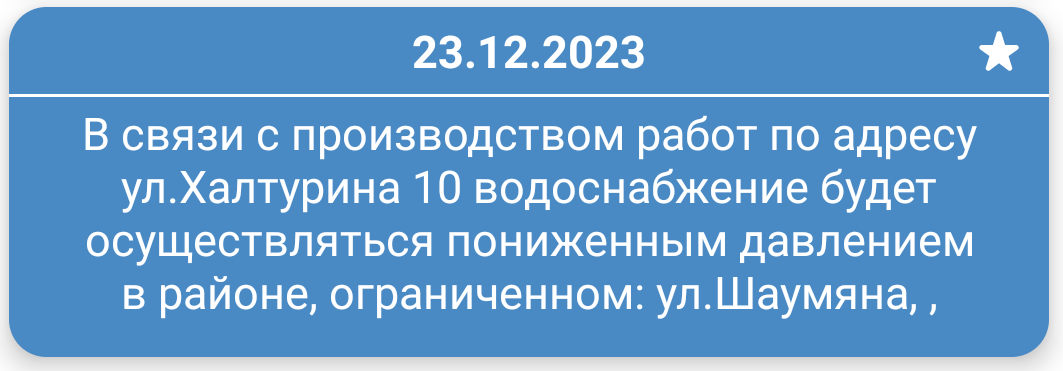 23.12.2023
В связи с производством работ по адресу
ул.Халтурина 10 водоснабжение будет
осуществляться пониженным давлением
в районе, ограниченном: ул.Шаумяна, ,